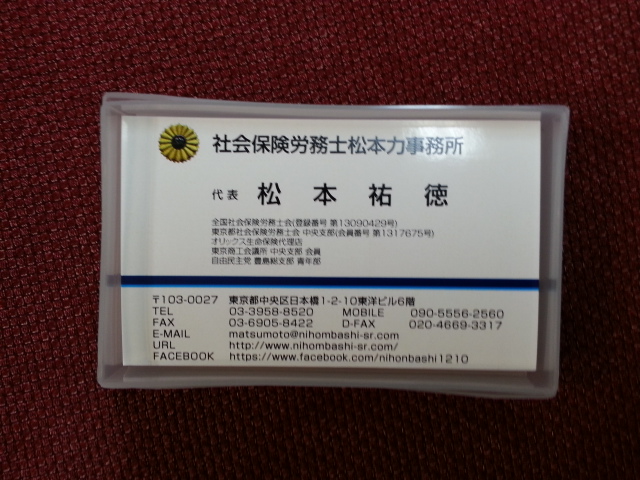 社会保険労務士松本力事務所
代表 松本祐徳
全国社会保険労務士会(登録番号 第13090429号)
東京都社会保険労務士会 中央支部(会員番号 第1317675号)
オリックス生命保険代理店
東京商工会議所 中央支部 会員
自由民主党 豊島総支部 青年部
〒103-0027 東京都中央区日本橋1-2-10東洋ビル6階
TEL 03-3958-8520 MOBILE 090-5556-2560
FAX 03-6905-8422 D-FAX 020-4669-3317
E-MAIL matsumoto@nihombashi-sr.com
URL http://www.nihombashi-sr.com/
FACEBOOK https://www.facebook.com/nihonbashi1210